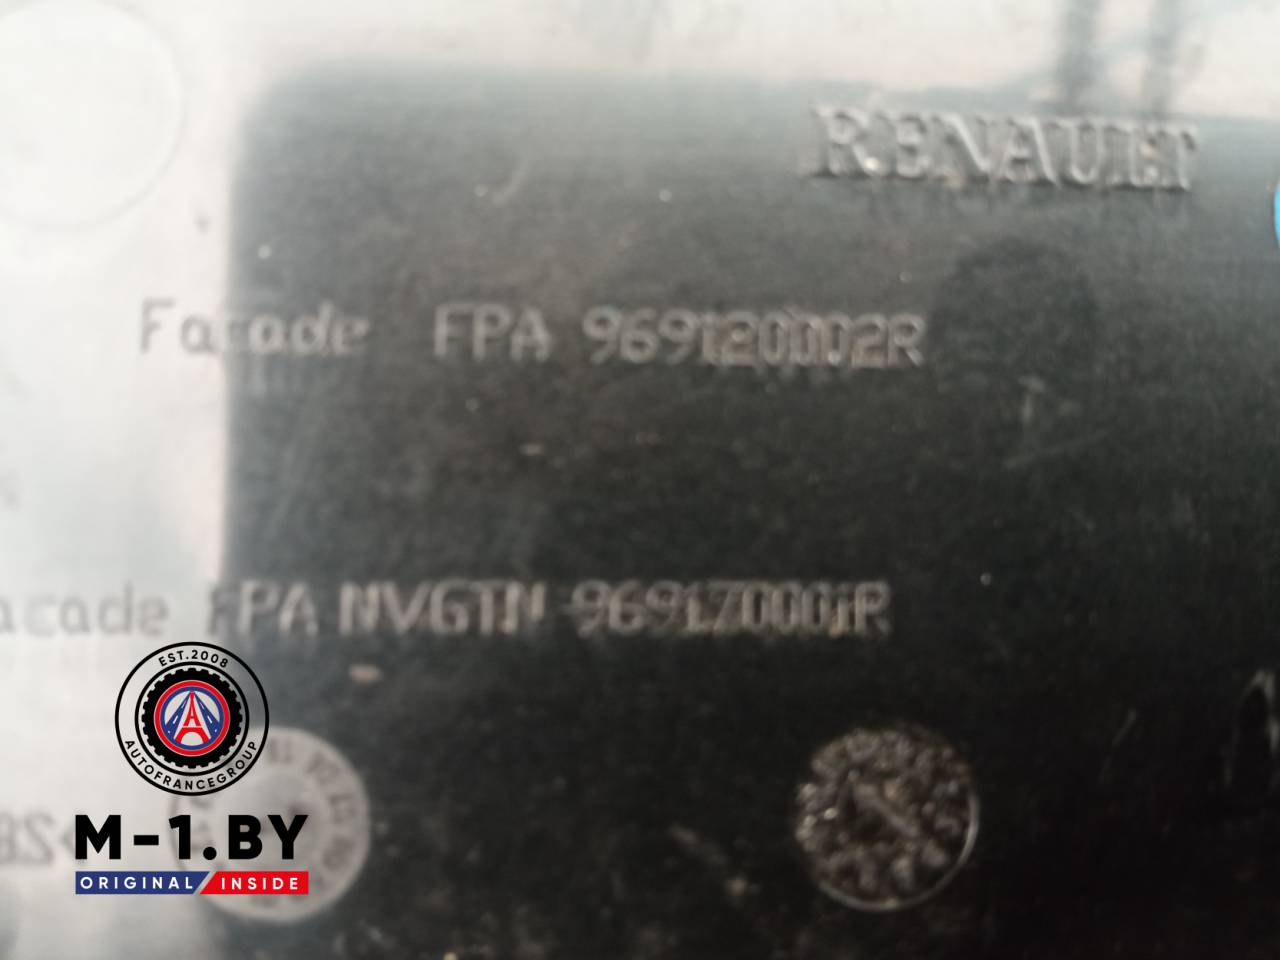 RENAULT
Facade FPA 969120002R
acade FPA NVGTN 969170001R
EST.2008
AUTOFRANCEGROUP
M-1.BY
ORIGINAL / INSIDE